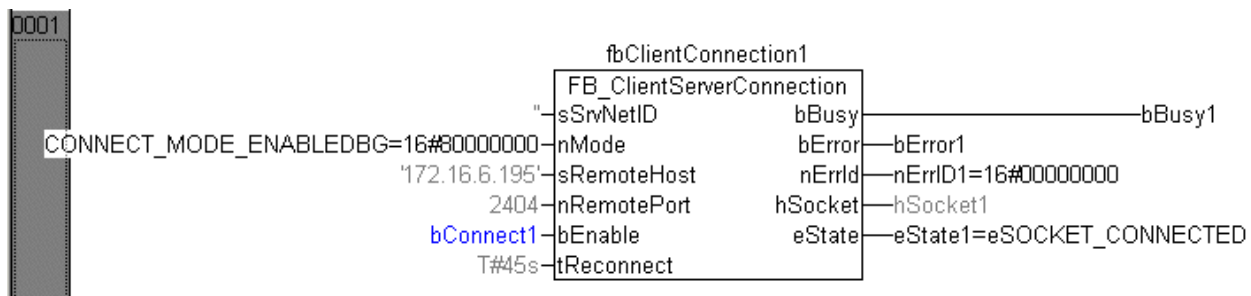 0001
fbClientConnection1
FB_ClientServerConnection
''-sSrvNetID bBusy bBusy1
CONNECT_MODE_ENABLEDBG=16#80000000-nMode bError-bError1
'172.16.6.195'-sRemoteHost nErrId-nErrID1=16#00000000
2404-nRemotePort hSocket-hSocket1
bConnect1-bEnable eState-eState1=eSOCKET_CONNECTED
T#45s-tReconnect